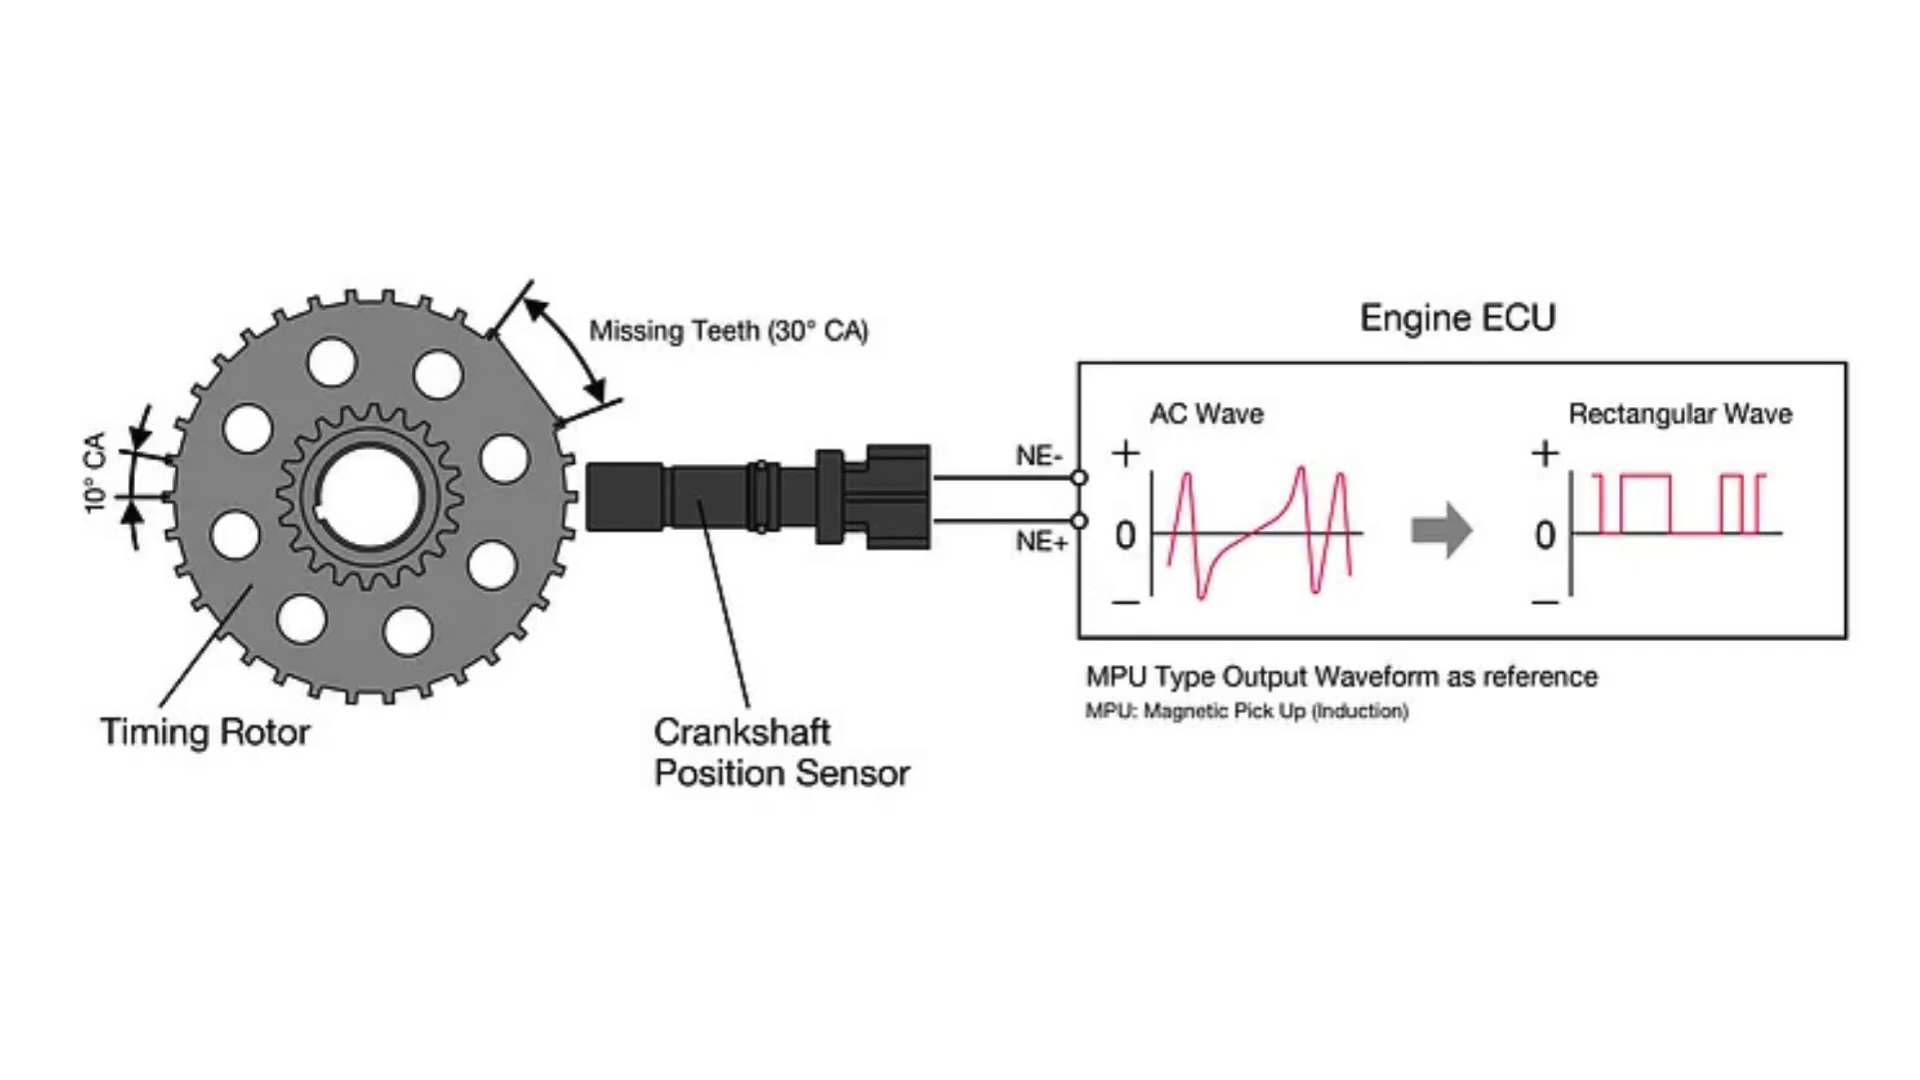 Missing Teeth (30° CA)
10° CA
Timing Rotor
Crankshaft
Position Sensor
NE-
NE+
Engine ECU
AC Wave
+
0
—
Rectangular Wave
+
0
—
MPU Type Output Waveform as reference
MPU: Magnetic Pick Up (Induction)